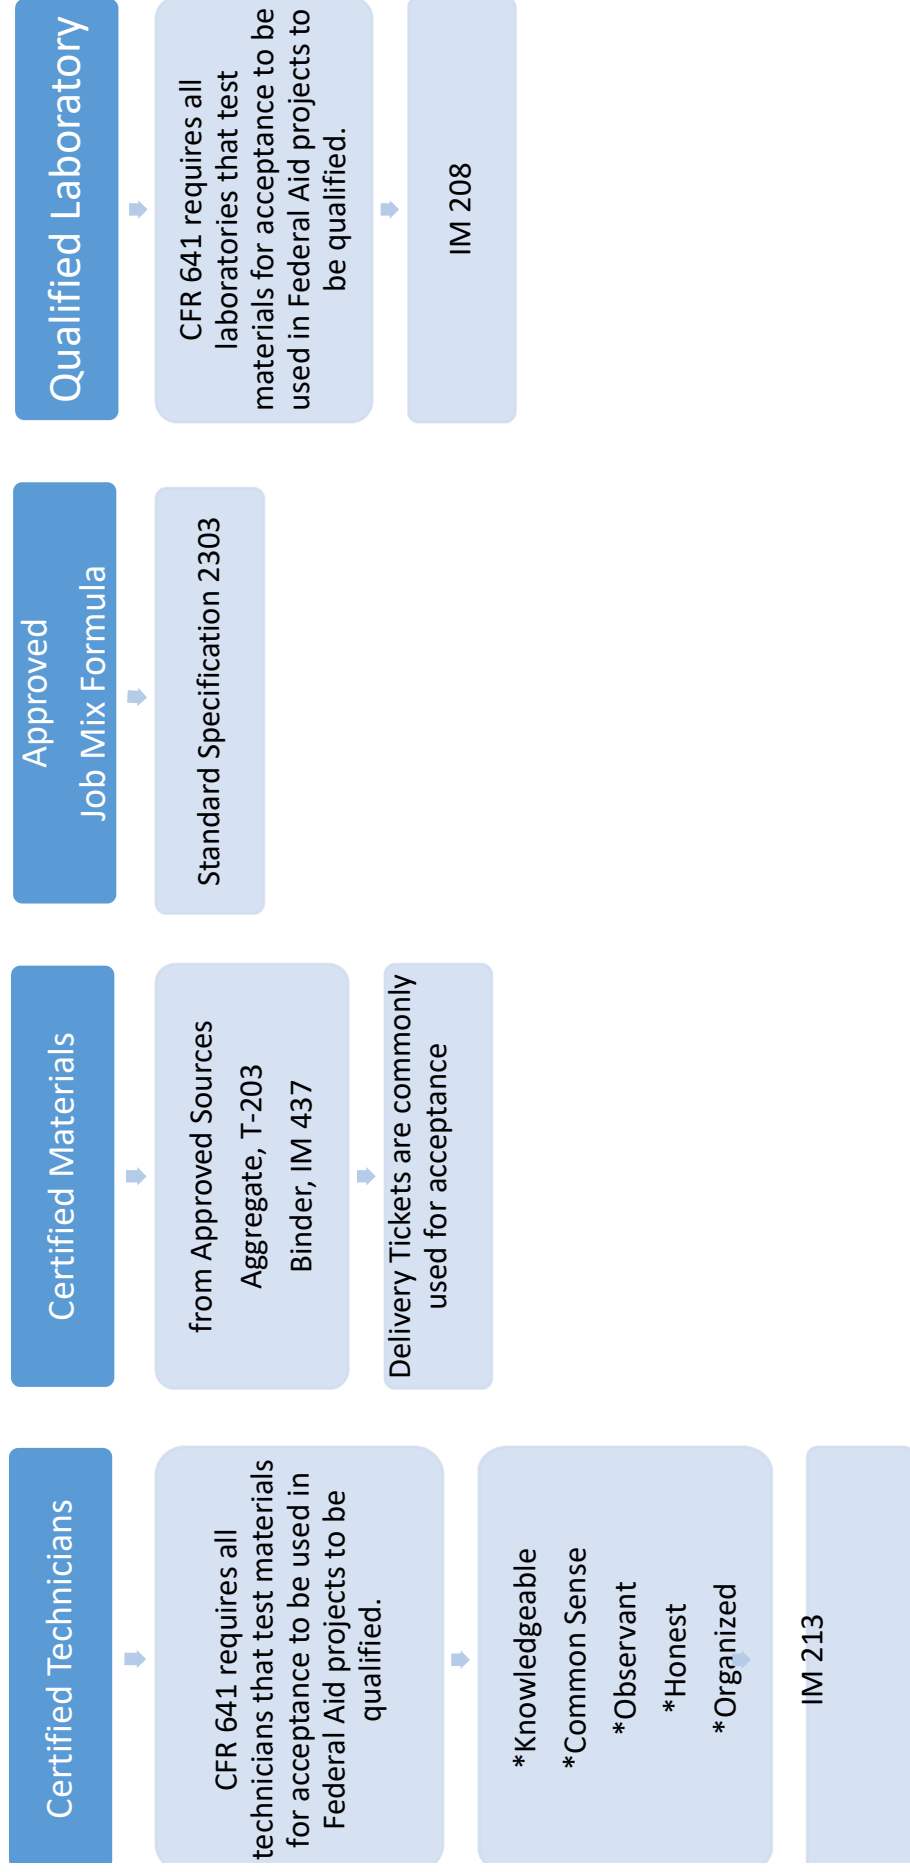 Certified Technicians
CFR 641 requires all
technicians that test materials
for acceptance to be used in
Federal Aid projects to be
qualified.
*Knowledgeable
*Common Sense
*Observant
*Honest
*Organized
IM 213
Certified Materials
from Approved Sources
Aggregate, T-203
Binder, IM 437
Delivery Tickets are commonly
used for acceptance
Approved
Job Mix Formula
Standard Specification 2303
Qualified Laboratory
CFR 641 requires all
laboratories that test
materials for acceptance to be
used in Federal Aid projects to
be qualified.
IM 208